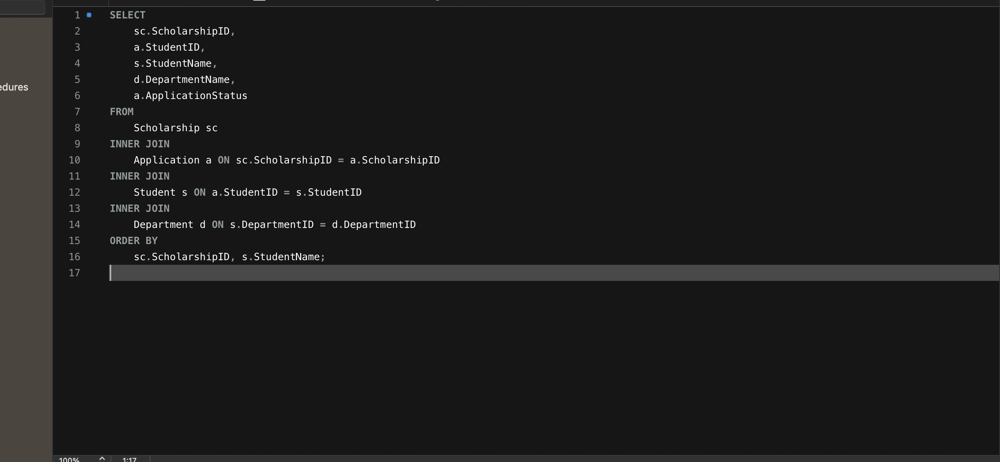 1 SELECT
2 sc.ScholarshipID,
3 a.StudentID,
4 s.StudentName,
5 d.DepartmentName,
edures
6 a.ApplicationStatus
7 FROM
8 Scholarship sc
9 INNER JOIN
10 Application a ON sc.ScholarshipID = a.ScholarshipID
11 INNER JOIN
12 Student s ON a.StudentID = s.StudentID
13 INNER JOIN
14 Department d ON s.DepartmentID = d.DepartmentID
15 ORDER BY
16 sc.ScholarshipID, s.StudentName;
17
100% 1:17